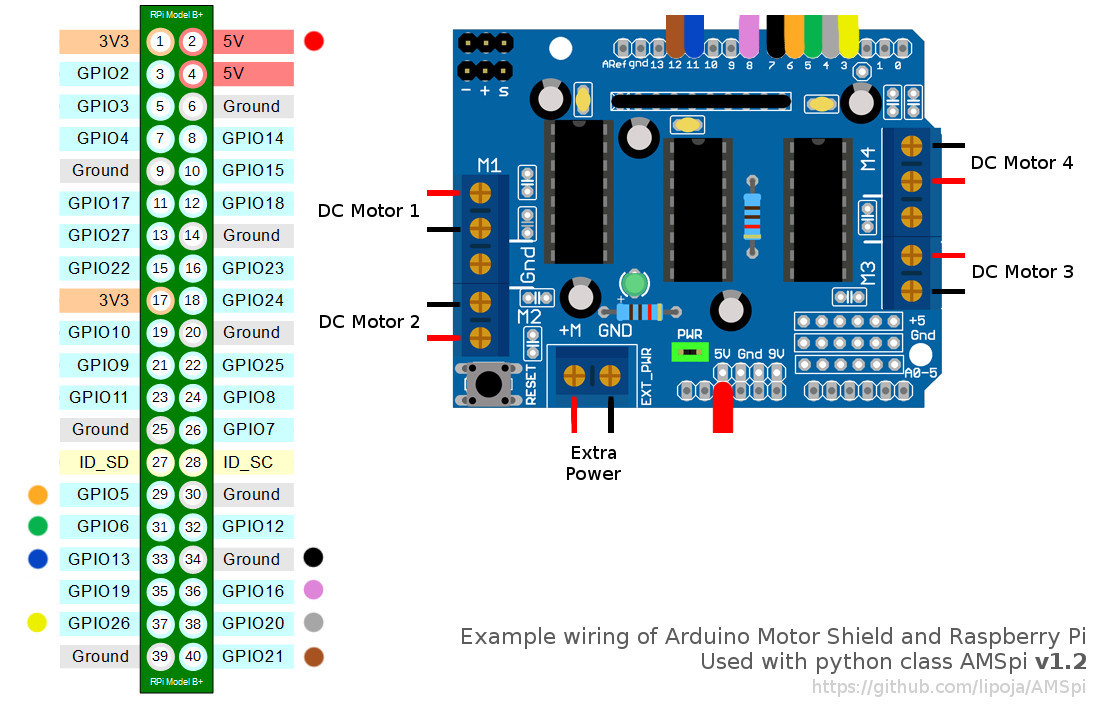 RPi Model B+
3V3 1 2 5V
GPIO2 3 4 5V
GPIO3 5 6 Ground
GPIO4 7 8 GPIO14
Ground 9 10 GPIO15
GPIO17 11 12 GPIO18
GPIO27 13 14 Ground
GPIO22 15 16 GPIO23
3V3 17 18 GPIO24
GPIO10 19 20 Ground
GPIO9 21 22 GPIO25
GPIO11 23 24 GPIO8
Ground 25 26 GPIO7
ID_SD 27 28 ID_SC
GPIO5 29 30 Ground
GPIO6 31 32 GPIO12
GPIO13 33 34 Ground
GPIO19 35 36 GPIO16
GPIO26 37 38 GPIO20
Ground 39 40 GPIO21
RPi Model B+
ARef gnd 13 12 11 10 9 8 7 6 5 4 3 1 0
- + s
M1
M4
DC Motor 1
DC Motor 4
Gnd
M3
DC Motor 3
M2
DC Motor 2
+
+M GND
PWR
+5
Gnd
A0-5
5V Gnd 9V
RESET
EXT_PWR
Extra
Power
Example wiring of Arduino Motor Shield and Raspberry Pi
Used with python class AMSpi v1.2
https://github.com/lipoja/AMSpi